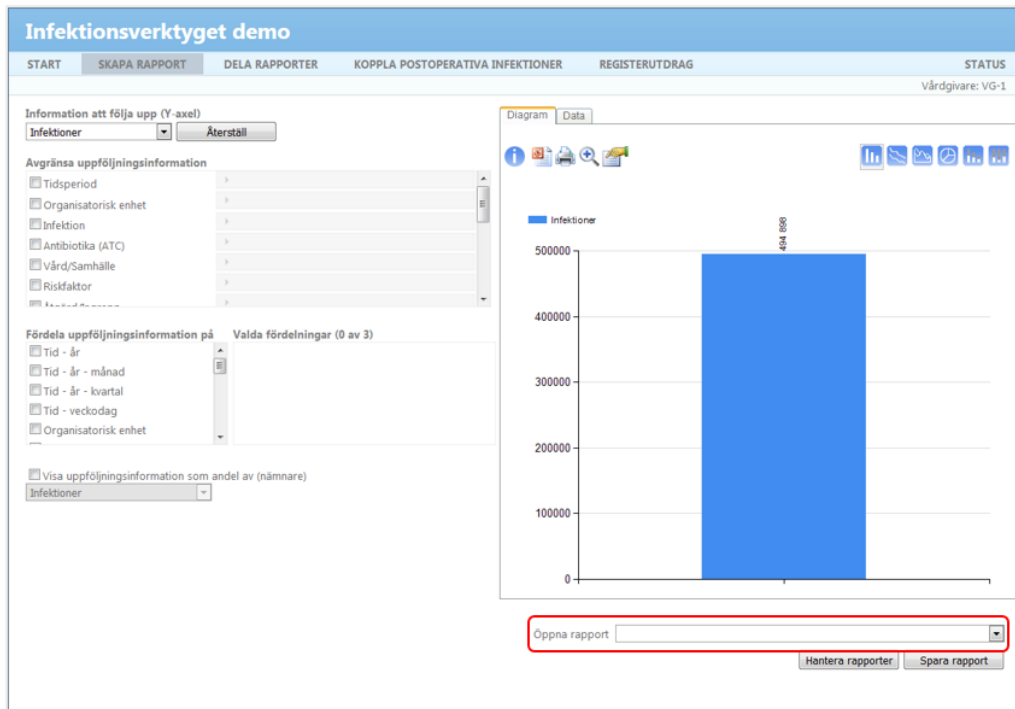 Infektionsverktyget demo
START SKAPA RAPPORT DELA RAPPORTER KOPPLA POSTOPERATIVA INFEKTIONER REGISTERUTDRAG STATUS
Vårdgivare: VG-1
Information att följa upp (Y-axel)
Infektioner Återställ
Avgränsa uppföljningsinformation
Tidsperiod
Organisatorisk enhet
Infektion
Antibiotika (ATC)
Vård/Samhälle
Riskfaktor
Fördela uppföljningsinformation på Valda fördelningar (0 av 3)
Tid - år
Tid - år - månad
Tid - år - kvartal
Tid - veckodag
Organisatorisk enhet
Visa uppföljningsinformation som andel av (nämnare)
Infektioner
Diagram Data
Infektioner
494 898
500000
400000
300000
200000
100000
0
Öppna rapport
Hantera rapporter Spara rapport